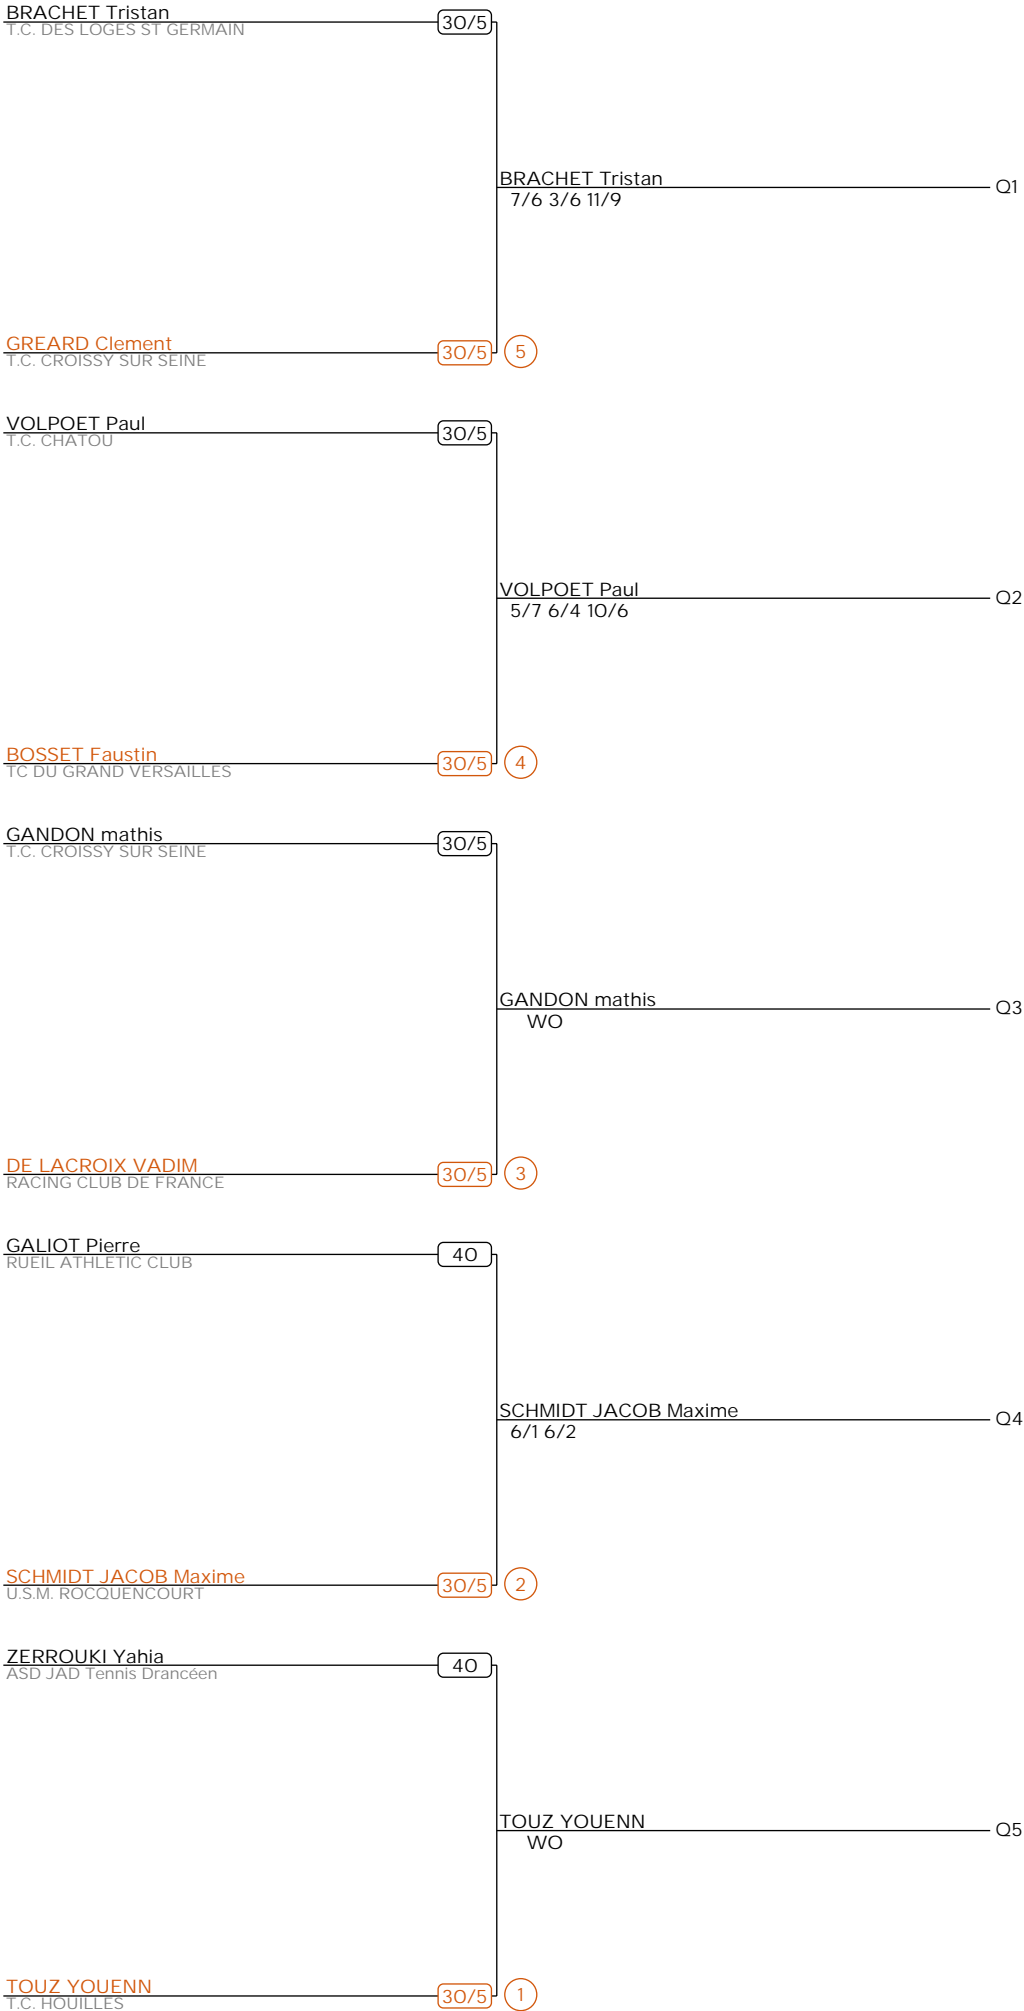 BRACHET Tristan
T.C. DES LOGES ST GERMAIN
30/5
BRACHET Tristan
7/6 3/6 11/9
Q1
GREARD Clement
T.C. CROISSY SUR SEINE
30/5
5
VOLPOET Paul
T.C. CHATOU
30/5
VOLPOET Paul
5/7 6/4 10/6
Q2
BOSSET Faustin
TC DU GRAND VERSAILLES
30/5
4
GANDON mathis
T.C. CROISSY SUR SEINE
30/5
GANDON mathis
WO
Q3
DE LACROIX VADIM
RACING CLUB DE FRANCE
30/5
3
GALIOT Pierre
RUEIL ATHLETIC CLUB
40
SCHMIDT JACOB Maxime
6/1 6/2
Q4
SCHMIDT JACOB Maxime
U.S.M. ROCQUENCOURT
30/5
2
ZERROUKI Yahia
ASD JAD Tennis Drancéen
40
TOUZ YOUENN
WO
Q5
TOUZ YOUENN
T.C. HOUILLES
30/5
1